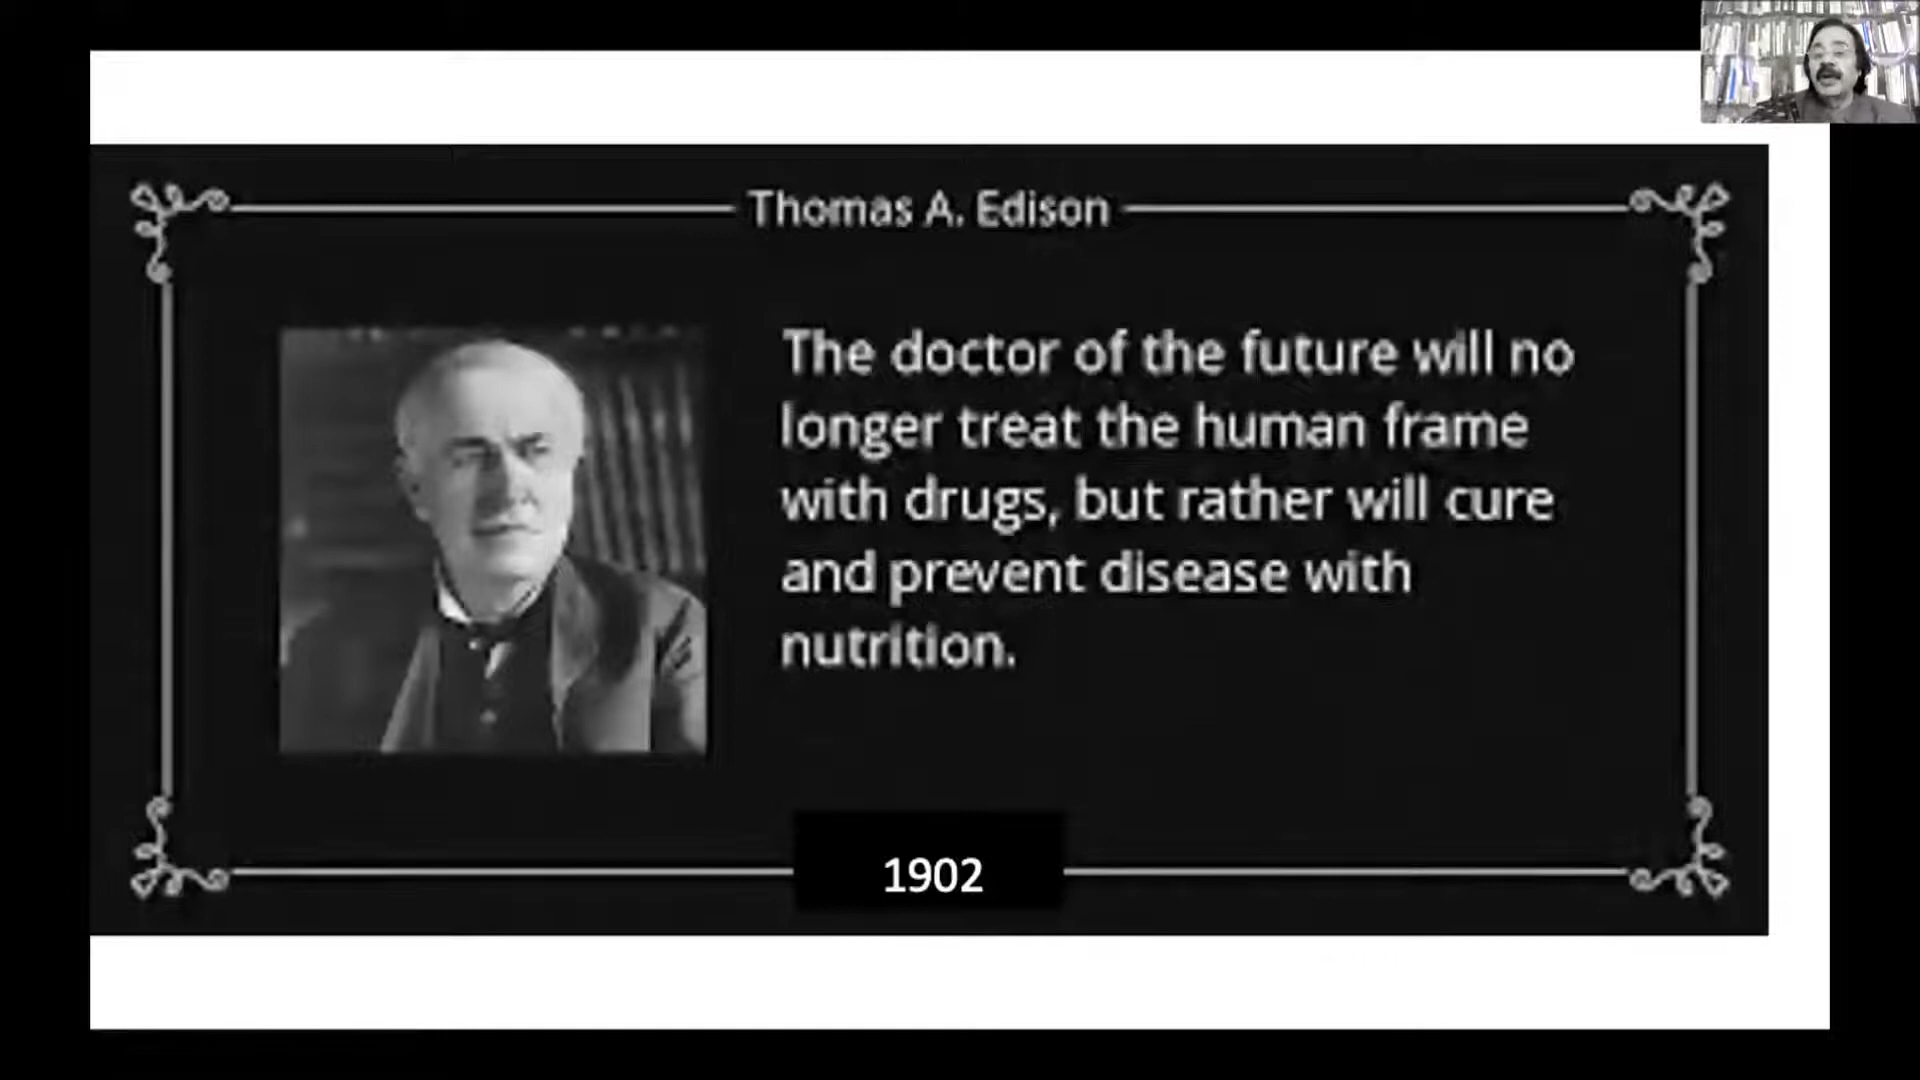 Thomas A. Edison
The doctor of the future will no
longer treat the human frame
with drugs, but rather will cure
and prevent disease with
nutrition.
1902